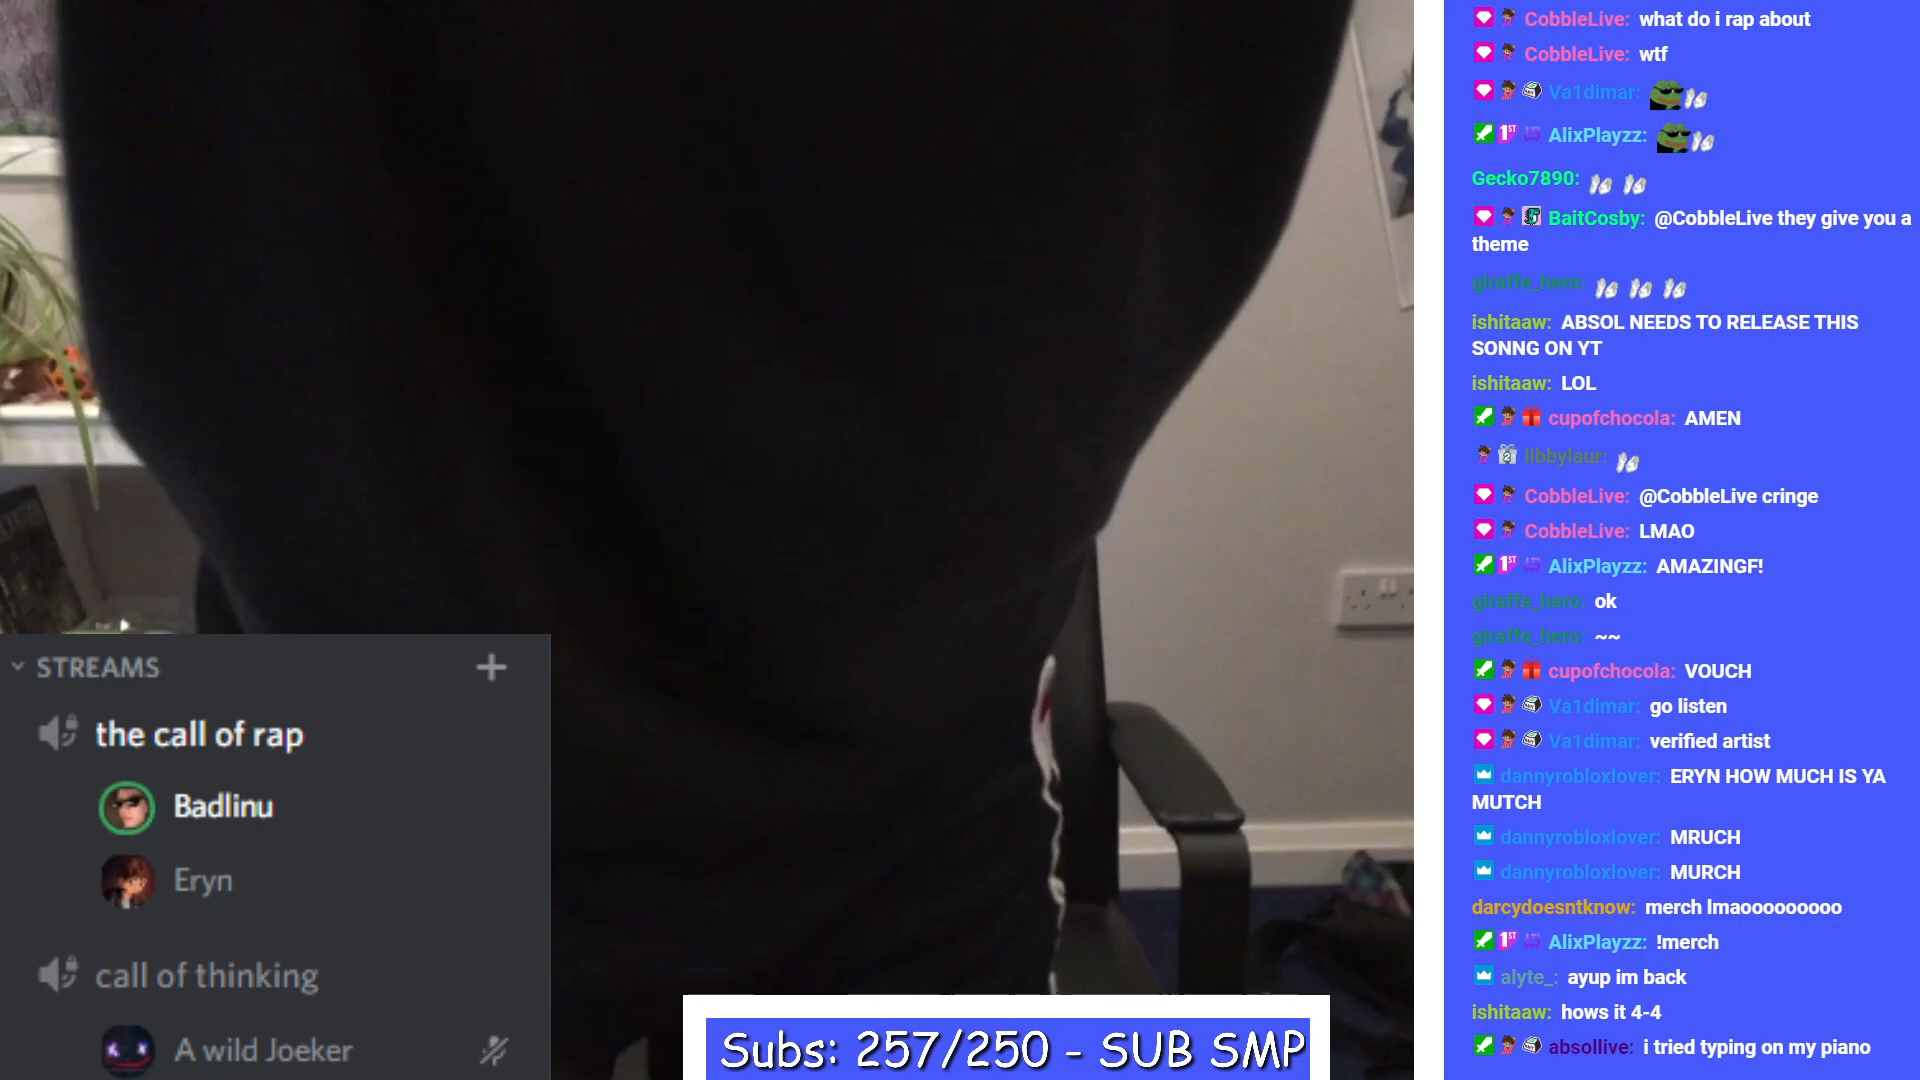 CobbleLive: what do i rap about
CobbleLive: wtf
Va1dimar:
AlixPlayzz:
Gecko7890:
BaitCosby: @CobbleLive they give you a
theme
giraffe_hero:
ishitaaw: ABSOL NEEDS TO RELEASE THIS
SONNG ON YT
ishitaaw: LOL
cupofchocola: AMEN
libbylaur:
CobbleLive: @CobbleLive cringe
CobbleLive: LMAO
AlixPlayzz: AMAZINGF!
giraffe_hero: ok
giraffe_hero: ~~
cupofchocola: VOUCH
Va1dimar: go listen
Va1dimar: verified artist
dannyrobloxlover: ERYN HOW MUCH IS YA
MUTCH
dannyrobloxlover: MRUCH
dannyrobloxlover: MURCH
darcydoesntknow: merch lmaooooooooo
AlixPlayzz: !merch
alyte_: ayup im back
ishitaaw: hows it 4-4
absollive: i tried typing on my piano
STREAMS +
the call of rap
Badlinu
Eryn
call of thinking
A wild Joeker
Subs: 257/250 - SUB SMP